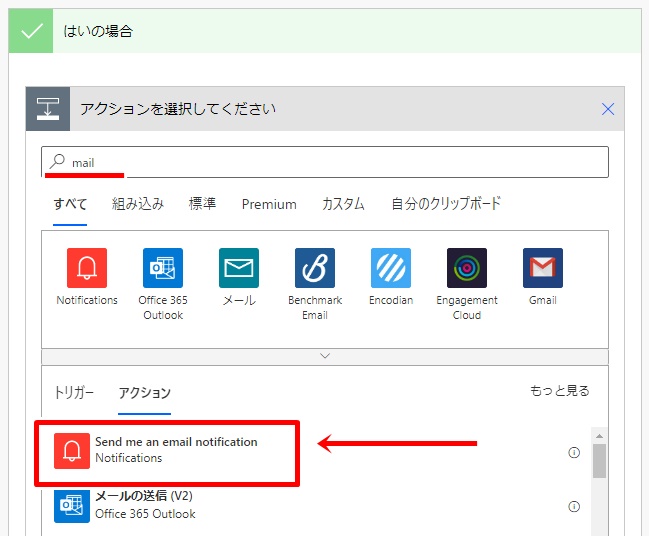 はいの場合
アクションを選択してください
mail
すべて 組み込み 標準 Premium カスタム 自分のクリップボード
Notifications
Office 365
Outlook
メール
Benchmark
Email
Encodian
Engagement
Cloud
Gmail
トリガー アクション もっと見る
Send me an email notification
Notifications
メールの送信 (V2)
Office 365 Outlook